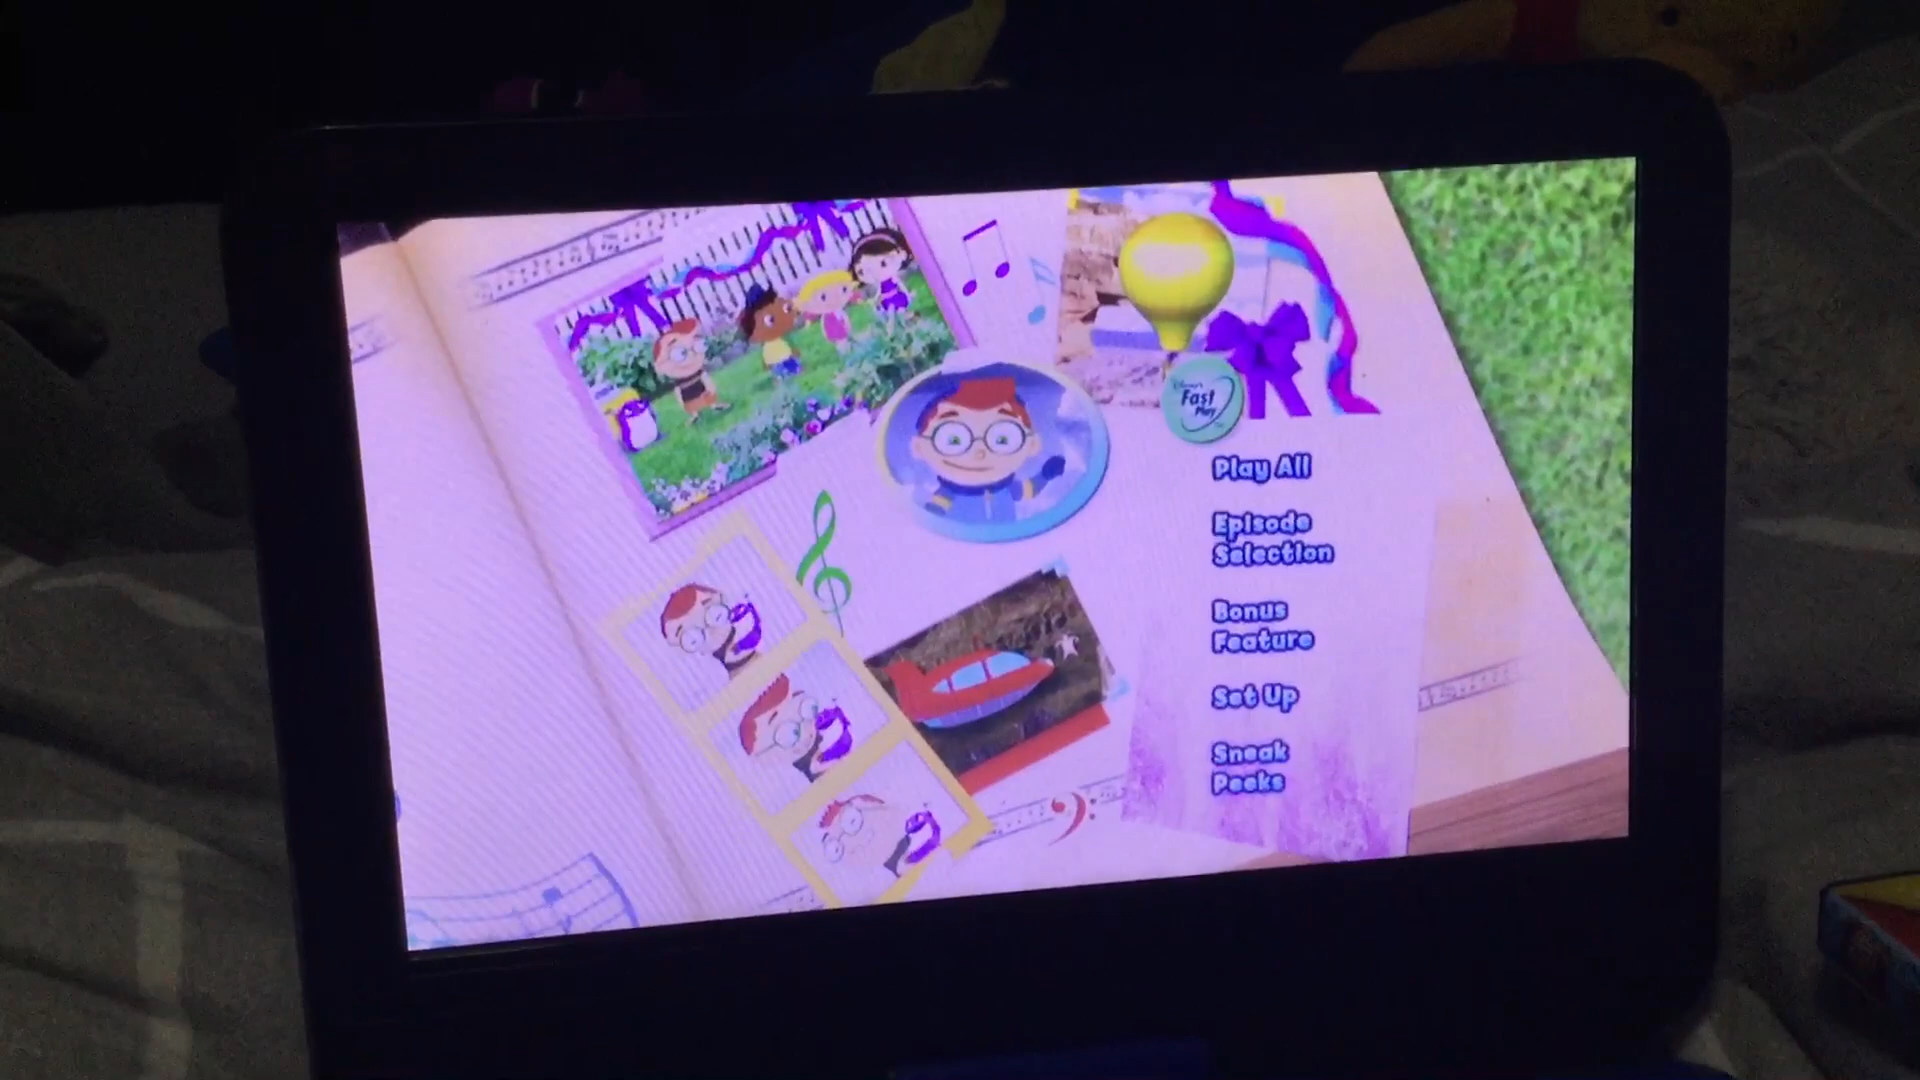 Disney's
Fast
Play
Play All
Episode
Selection
Bonus
Feature
Set Up
Sneak
Peeks